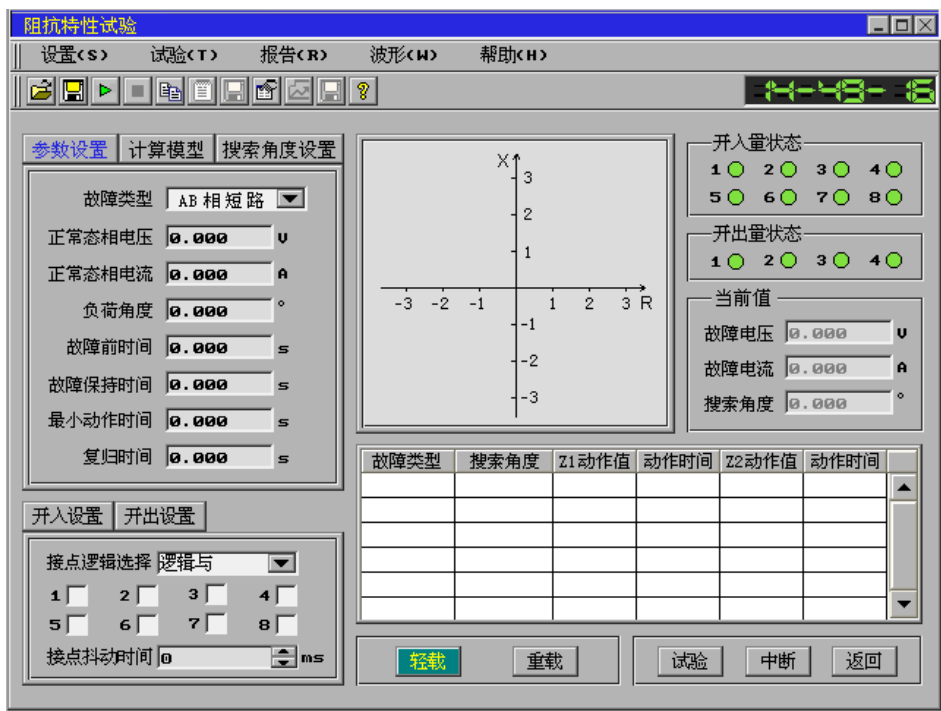 阻抗特性试验
设置(S) 试验(T) 报告(R) 波形(W) 帮助(H)
14-49-16
参数设置 计算模型 搜索角度设置
故障类型 AB相短路
正常态相电压 0.000 V
正常态相电流 0.000 A
负荷角度 0.000 °
故障前时间 0.000 s
故障保持时间 0.000 s
最小动作时间 0.000 s
复归时间 0.000 s
开入设置 开出设置
接点逻辑选择 逻辑与
1 2 3 4
5 6 7 8
接点抖动时间 0 ms
X
3
2
1
-3 -2 -1 1 2 3 R
-1
-2
-3
开入量状态
1 2 3 4
5 6 7 8
开出量状态
1 2 3 4
当前值
故障电压 0.000 V
故障电流 0.000 A
搜索角度 0.000 °
故障类型 搜索角度 Z1动作值 动作时间 Z2动作值 动作时间
轻载 重载 试验 中断 返回